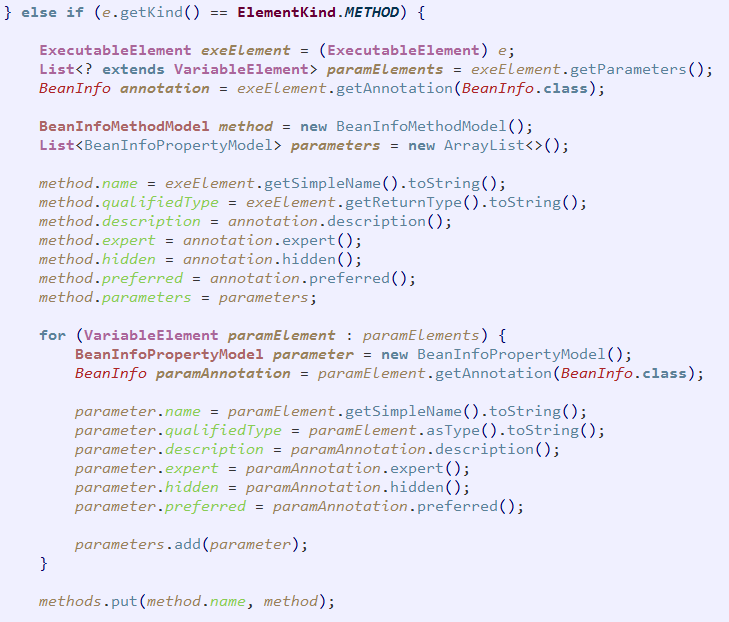 } else if (e.getKind() == ElementKind.METHOD) {
ExecutableElement exeElement = (ExecutableElement) e;
List<? extends VariableElement> paramElements = exeElement.getParameters();
BeanInfo annotation = exeElement.getAnnotation(BeanInfo.class);
BeanInfoMethodModel method = new BeanInfoMethodModel();
List<BeanInfoPropertyModel> parameters = new ArrayList<>();
method.name = exeElement.getSimpleName().toString();
method.qualifiedType = exeElement.getReturnType().toString();
method.description = annotation.description();
method.expert = annotation.expert();
method.hidden = annotation.hidden();
method.preferred = annotation.preferred();
method.parameters = parameters;
for (VariableElement paramElement : paramElements) {
BeanInfoPropertyModel parameter = new BeanInfoPropertyModel();
BeanInfo paramAnnotation = paramElement.getAnnotation(BeanInfo.class);
parameter.name = paramElement.getSimpleName().toString();
parameter.qualifiedType = paramElement.asType().toString();
parameter.description = paramAnnotation.description();
parameter.expert = paramAnnotation.expert();
parameter.hidden = paramAnnotation.hidden();
parameter.preferred = paramAnnotation.preferred();
parameters.add(parameter);
}
methods.put(method.name, method);